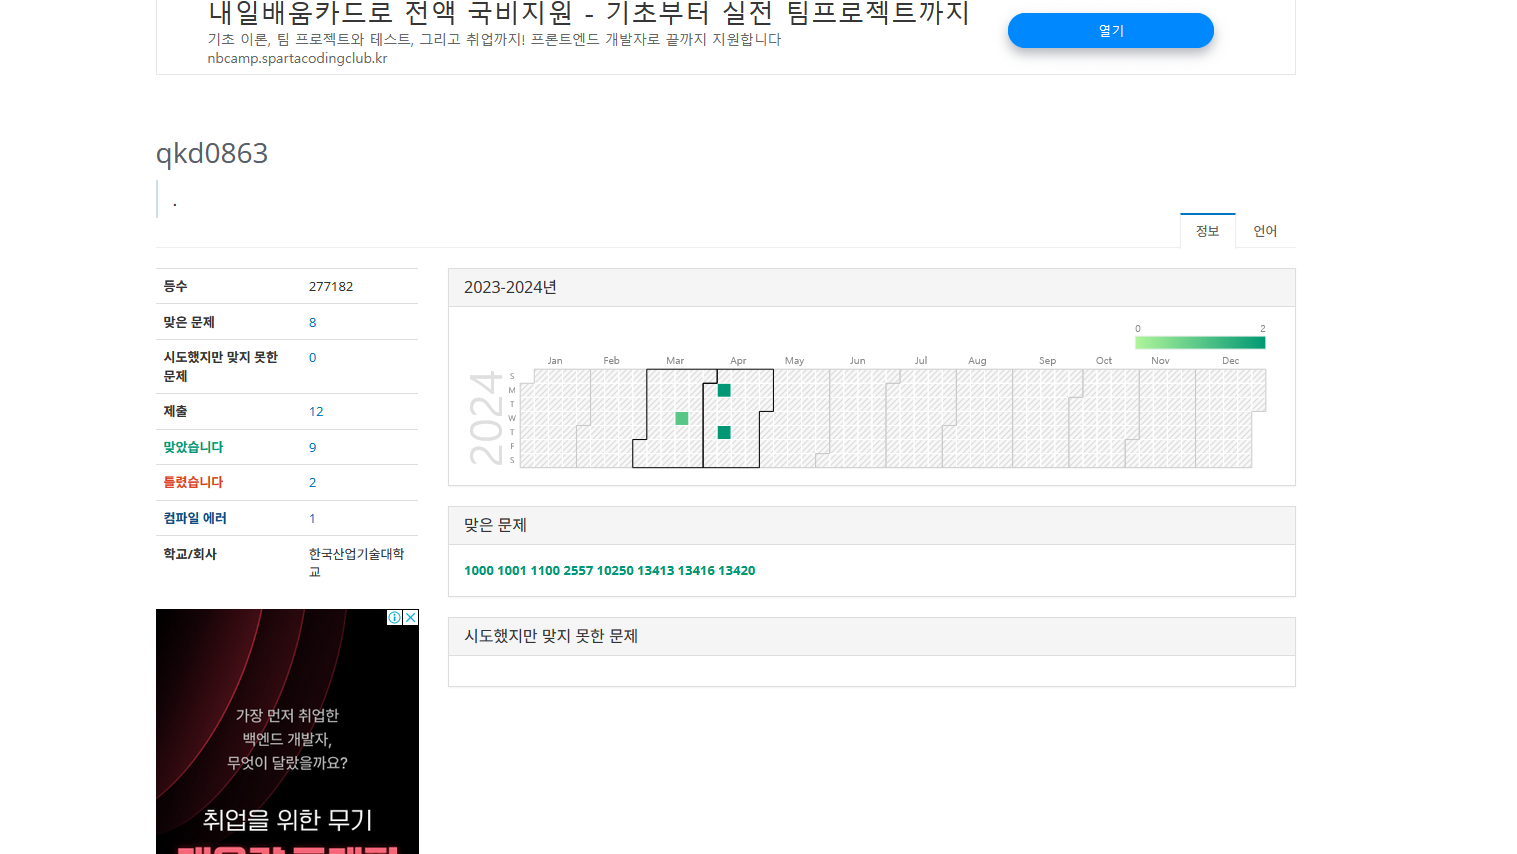 내일배움카드로 전액 국비지원 - 기초부터 실전 팀프로젝트까지
기초 이론, 팀 프로젝트와 테스트, 그리고 취업까지! 프론트엔드 개발자로 끝까지 지원합니다
nbcamp.spartacodingclub.kr
열기
qkd0863
.
정보 언어
등수 277182
맞은 문제 8
시도했지만 맞지 못한 0
문제
제출 12
맞았습니다 9
틀렸습니다 2
컴파일 에러 1
학교/회사 한국산업기술대학
교
2023-2024년
0 2
Jan Feb Mar Apr May Jun Jul Aug Sep Oct Nov Dec
2024
S
M
T
W
T
F
S
맞은 문제
1000 1001 1100 2557 10250 13413 13416 13420
시도했지만 맞지 못한 문제
가장 먼저 취업한
백엔드 개발자,
무엇이 달랐을까요?
취업을 위한 무기